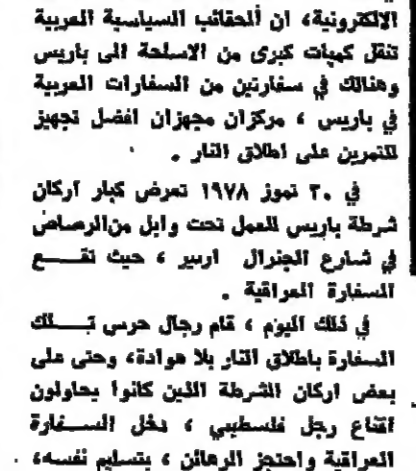 الالكترونية، ان الحقائب السياسية العربية
تنقل كميات كبرى من الاسلحة الى باريس
وهنالك في سفارتين من السفارات العربية
في باريس ، مركزان مجهزان افضل تجهيز
للتمرين على اطلاق النار .
في ٣٠ تموز ١٩٧٨ تعرض كبار أركان
شرطة باريس للعمل تحت وابل من الرصاص
في شارع الجنرال اربير ، حيث تقـــع
السفارة العراقية .
في ذلك اليوم ، قام رجال حرس تـــلك
السفارة باطلاق النار بلا هوادة، وحتى على
بعض اركان الشرطة الذين كانوا يحاولون
اقناع رجل فلسطيني ، دخل الســفارة
العراقية واحتجز الرهائن ، بتسليم نفسه،